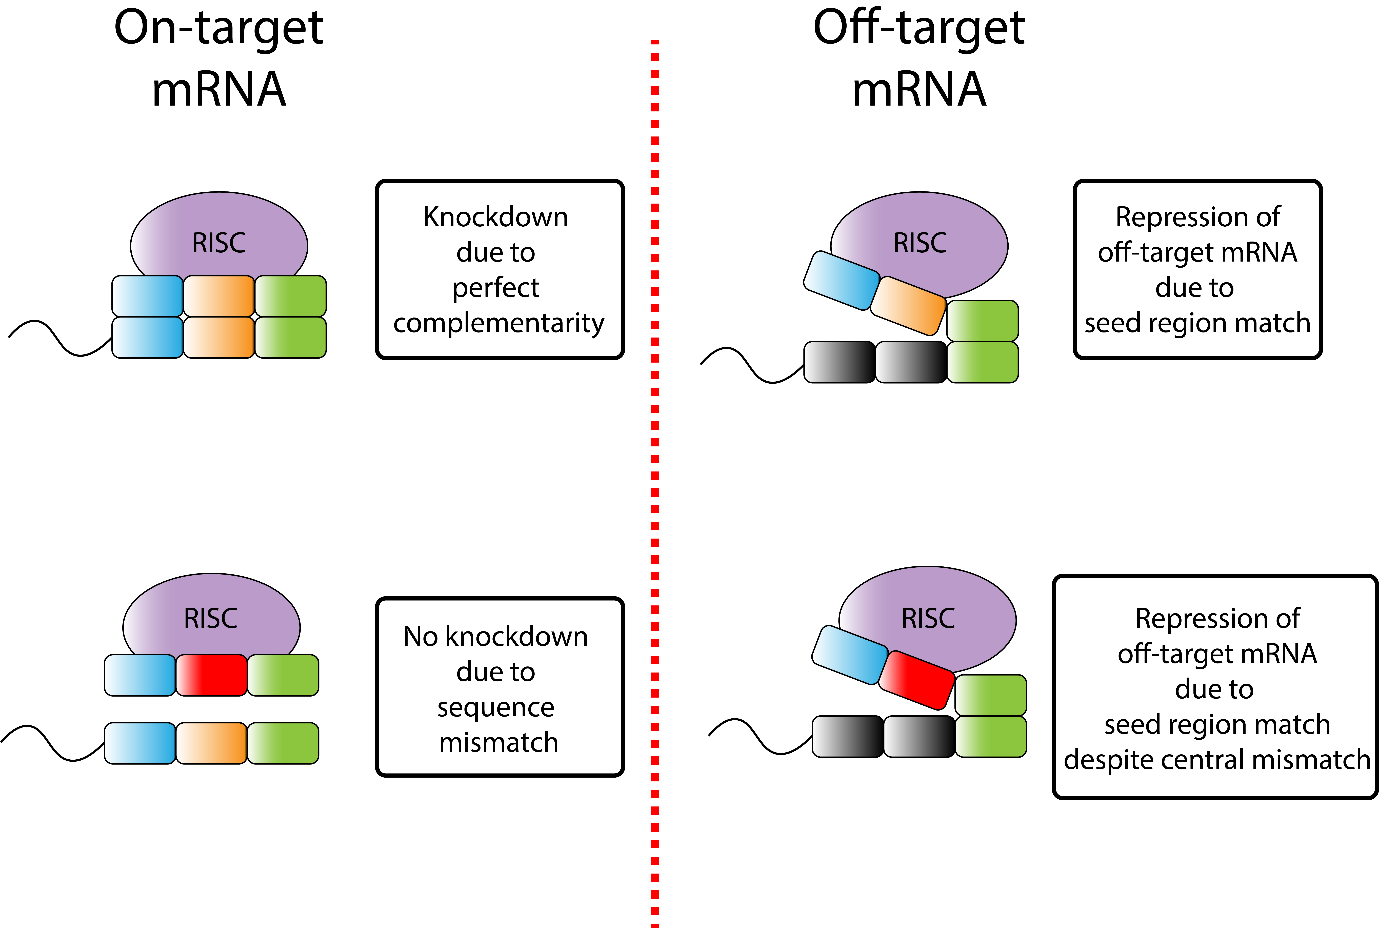 On-target
mRNA
Off-target
mRNA
RISC
Knockdown
due to
perfect
complementarity
RISC
Repression of
off-target mRNA
due to
seed region match
RISC
No knockdown
due to
sequence
mismatch
RISC
Repression of
off-target mRNA
due to
seed region match
despite central mismatch